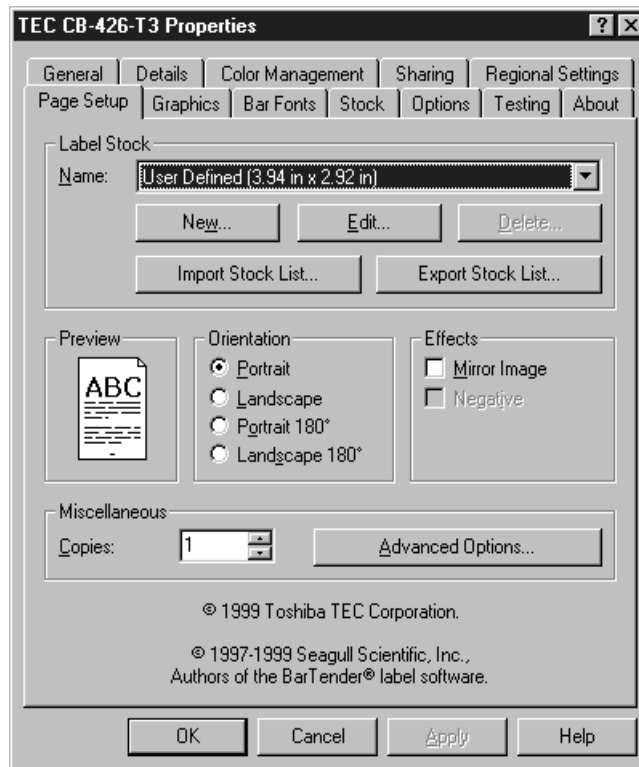 TEC CB-426-T3 Properties
General Details Color Management Sharing Regional Settings
Page Setup Graphics Bar Fonts Stock Options Testing About
Label Stock
Name: User Defined (3.94 in x 2.92 in)
New... Edit... Delete...
Import Stock List... Export Stock List...
Preview Orientation Effects
ABC
Portrait Mirror Image
Landscape Negative
Portrait 180°
Landscape 180°
Miscellaneous
Copies: 1 Advanced Options...
© 1999 Toshiba TEC Corporation.
© 1997-1999 Seagull Scientific, Inc.,
Authors of the BarTender® label software.
OK Cancel Apply Help